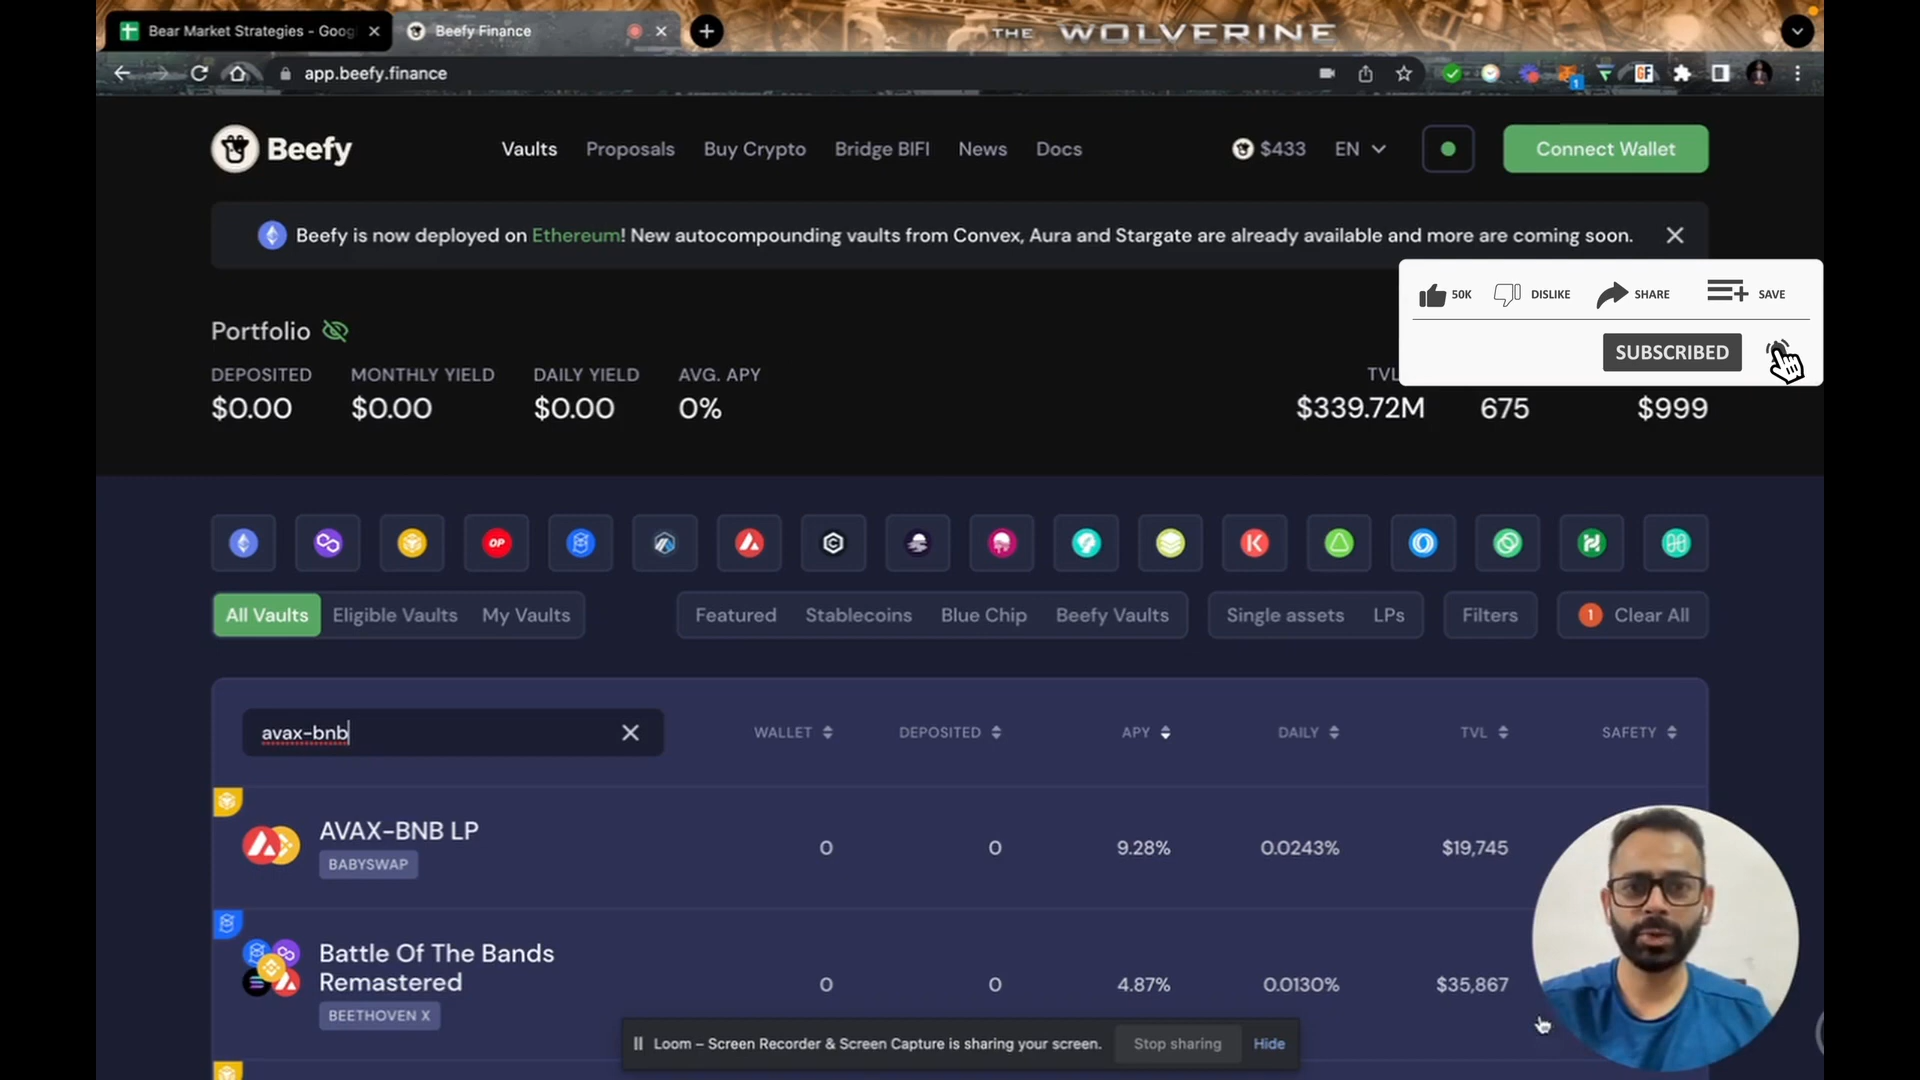 THE WOLVERINE
Bear Market Strategies - Goog
Beefy Finance
app.beefy.finance
GF
1
Beefy
Vaults
Proposals
Buy Crypto
Bridge BIFI
News
Docs
$433
EN
Connect Wallet
Beefy is now deployed on Ethereum! New autocompounding vaults from Convex, Aura and Stargate are already available and more are coming soon.
50K
DISLIKE
SHARE
SAVE
SUBSCRIBED
Portfolio
DEPOSITED
MONTHLY YIELD
DAILY YIELD
AVG. APY
TVL
$0.00
$0.00
$0.00
0%
$339.72M
675
$999
OP
All Vaults
Eligible Vaults
My Vaults
Featured
Stablecoins
Blue Chip
Beefy Vaults
Single assets
LPs
Filters
1 Clear All
avax-bnb
WALLET
DEPOSITED
APY
DAILY
TVL
SAFETY
AVAX-BNB LP
BABYSWAP
0
0
9.28%
0.0243%
$19,745
Battle Of The Bands
Remastered
BEETHOVEN X
0
0
4.87%
0.0130%
$35,867
Loom – Screen Recorder & Screen Capture is sharing your screen.
Stop sharing
Hide